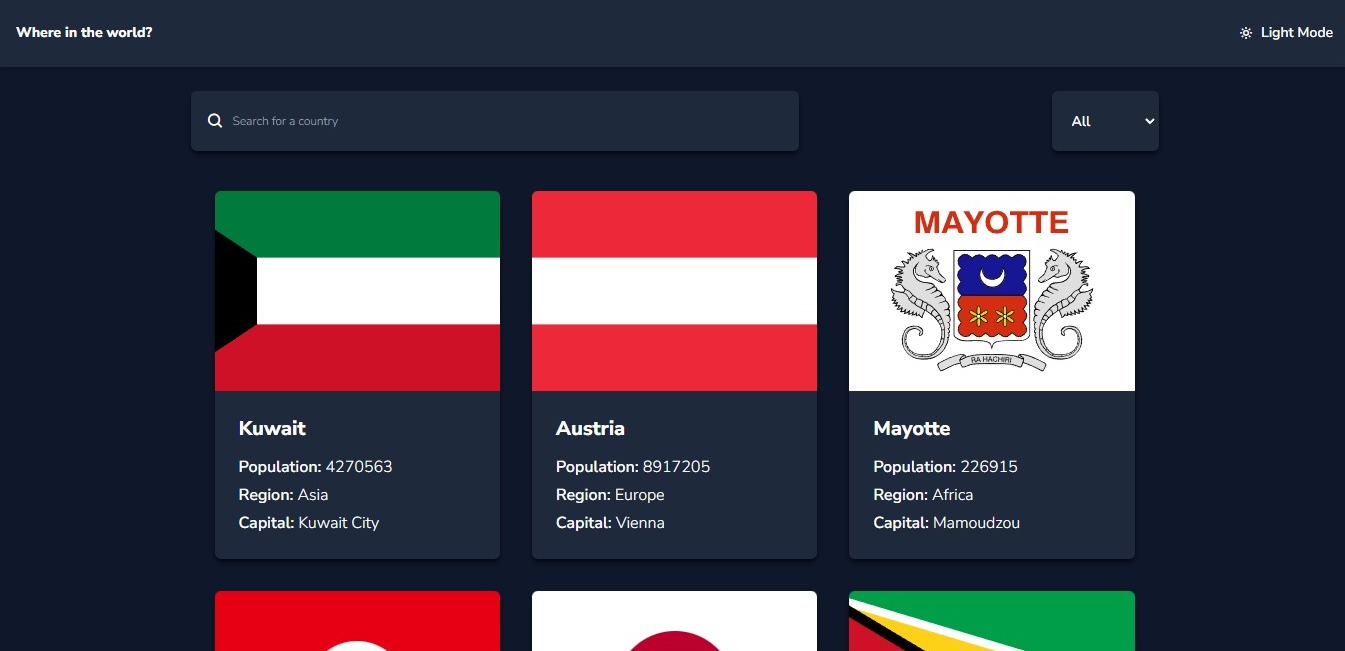 Where in the world?
Light Mode
Search for a country
All
MAYOTTE
RA HACHIRI
Kuwait
Population: 4270563
Region: Asia
Capital: Kuwait City
Austria
Population: 8917205
Region: Europe
Capital: Vienna
Mayotte
Population: 226915
Region: Africa
Capital: Mamoudzou